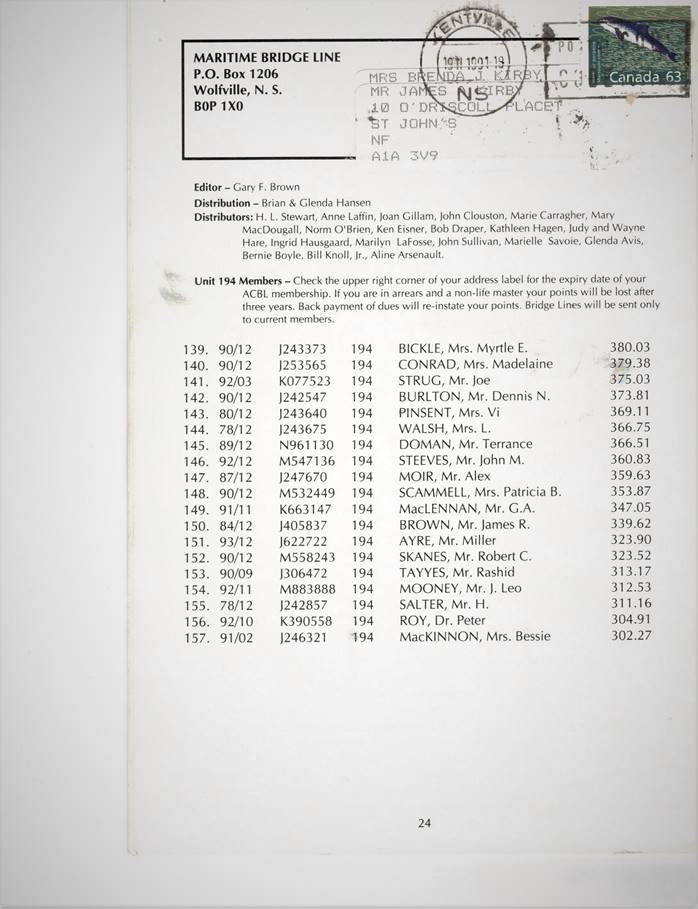 MARITIME BRIDGE LINE
P.O. Box 1206
Wolfville, N. S.
B0P 1X0
KENTVILLE
1991
NS
Canada 63
MRS BRENDA J KIRBY
MR JAMES KIRBY
10 O'DRISCOLL PLACE
ST JOHN'S
NF
A1A 3V9
Editor – Gary F. Brown
Distribution – Brian & Glenda Hansen
Distributors: H. L. Stewart, Anne Laffin, Joan Gillam, John Clouston, Marie Carragher, Mary
MacDougall, Norm O'Brien, Ken Eisner, Bob Draper, Kathleen Hagen, Judy and Wayne
Hare, Ingrid Hausgaard, Marilyn LaFosse, John Sullivan, Marielle Savoie, Glenda Avis,
Bernie Boyle, Bill Knoll, Jr., Aline Arsenault.
Unit 194 Members – Check the upper right corner of your address label for the expiry date of your
ACBL membership. If you are in arrears and a non-life master your points will be lost after
three years. Back payment of dues will re-instate your points. Bridge Lines will be sent only
to current members.
139. 90/12 J243373 194 BICKLE, Mrs. Myrtle E. 380.03
140. 90/12 J253565 194 CONRAD, Mrs. Madelaine 379.38
141. 92/03 K077523 194 STRUG, Mr. Joe 375.03
142. 90/12 J242547 194 BURLTON, Mr. Dennis N. 373.81
143. 80/12 J243640 194 PINSENT, Mrs. Vi 369.11
144. 78/12 J243675 194 WALSH, Mrs. L. 366.75
145. 89/12 N961130 194 DOMAN, Mr. Terrance 366.51
146. 92/12 M547136 194 STEEVES, Mr. John M. 360.83
147. 87/12 J247670 194 MOIR, Mr. Alex 359.63
148. 90/12 M532449 194 SCAMMELL, Mrs. Patricia B. 353.87
149. 91/11 K663147 194 MacLENNAN, Mr. G.A. 347.05
150. 84/12 J405837 194 BROWN, Mr. James R. 339.62
151. 93/12 J622722 194 AYRE, Mr. Miller 323.90
152. 90/12 M558243 194 SKANES, Mr. Robert C. 323.52
153. 90/09 J306472 194 TAYYES, Mr. Rashid 313.17
154. 92/11 M883888 194 MOONEY, Mr. J. Leo 312.53
155. 78/12 J242857 194 SALTER, Mr. H. 311.16
156. 92/10 K390558 194 ROY, Dr. Peter 304.91
157. 91/02 J246321 194 MacKINNON, Mrs. Bessie 302.27
24